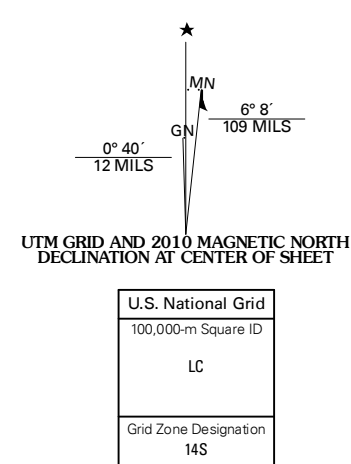 ★
MN
6° 8´
109 MILS
GN
0° 40´
12 MILS
UTM GRID AND 2010 MAGNETIC NORTH
DECLINATION AT CENTER OF SHEET
U.S. National Grid
100,000-m Square ID
LC
Grid Zone Designation
14S